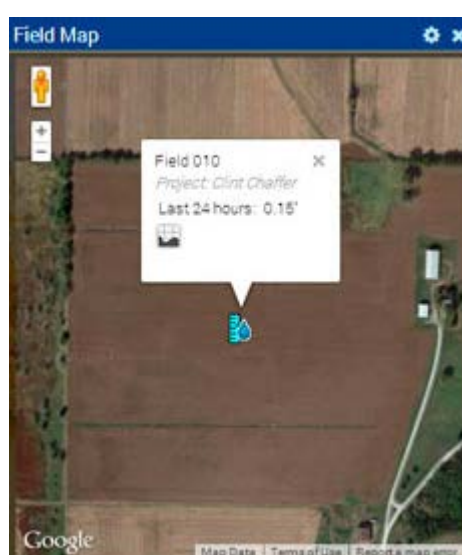 Field Map
Field 010
Project: Clint Chaffer
Last 24 hours: 0.15"
Google
Map Data
Terms of Use
Report a map error